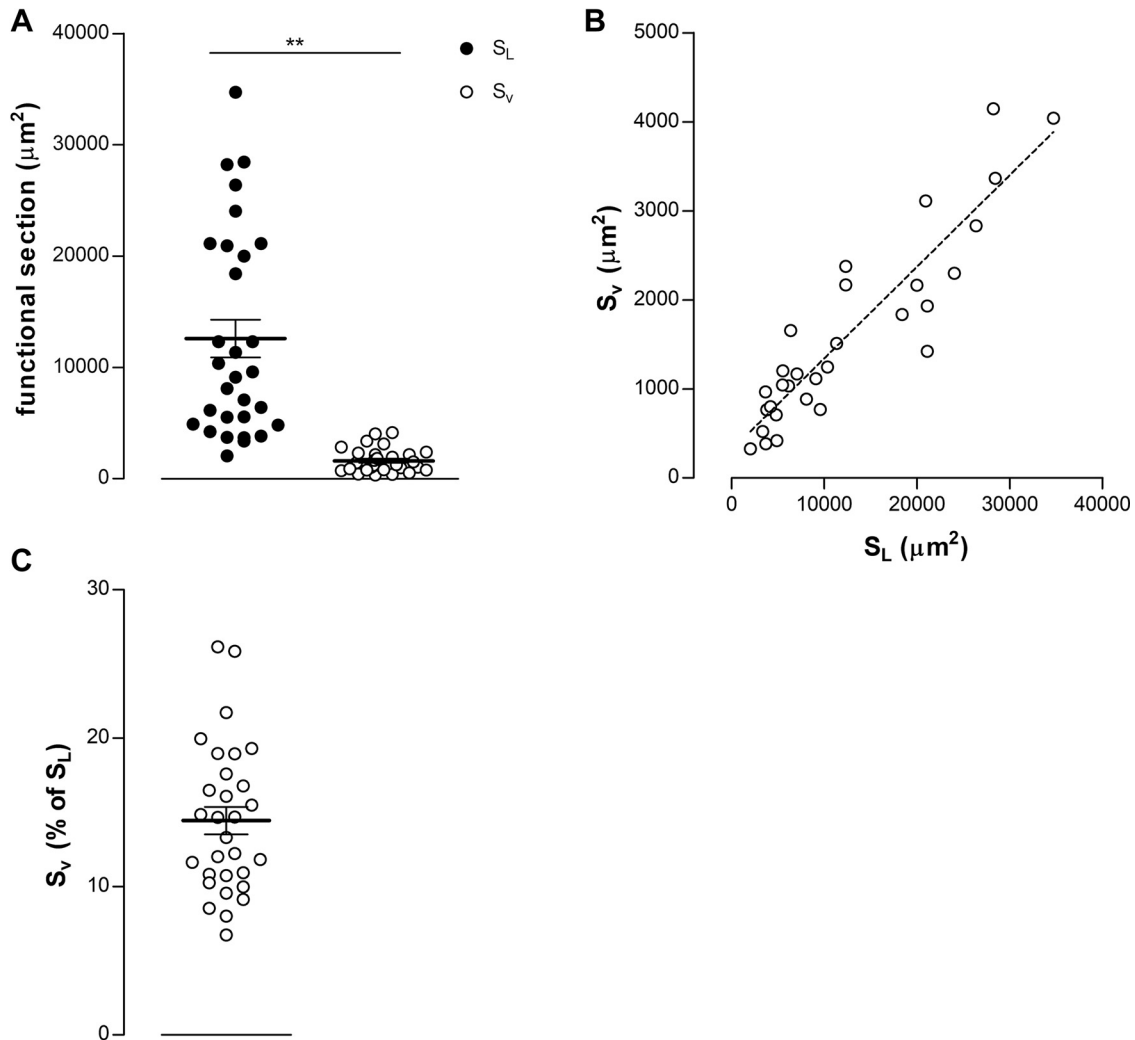 A
functional section (μm²)
40000
30000
20000
10000
0
**
S_L
S_v
B
S_v (μm²)
5000
4000
3000
2000
1000
0
0 10000 20000 30000 40000
S_L (μm²)
C
S_v (% of S_L)
30
20
10
0